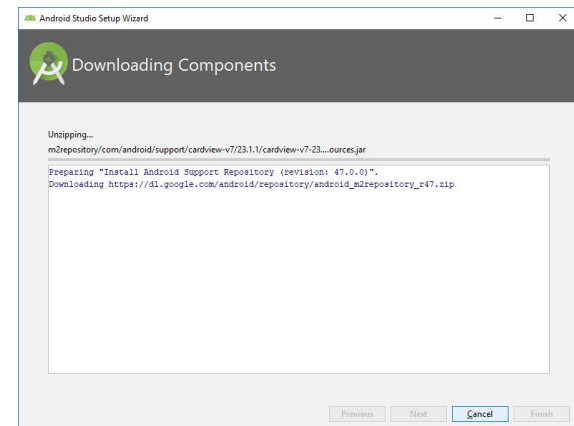 Android Studio Setup Wizard
Downloading Components
Unzipping...
m2repository/com/android/support/cardview-v7/23.1.1/cardview-v7-23....ources.jar
Preparing "Install Android Support Repository (revision: 47.0.0)".
Downloading https://dl.google.com/android/repository/android_m2repository_r47.zip
Previous Next Cancel Finish